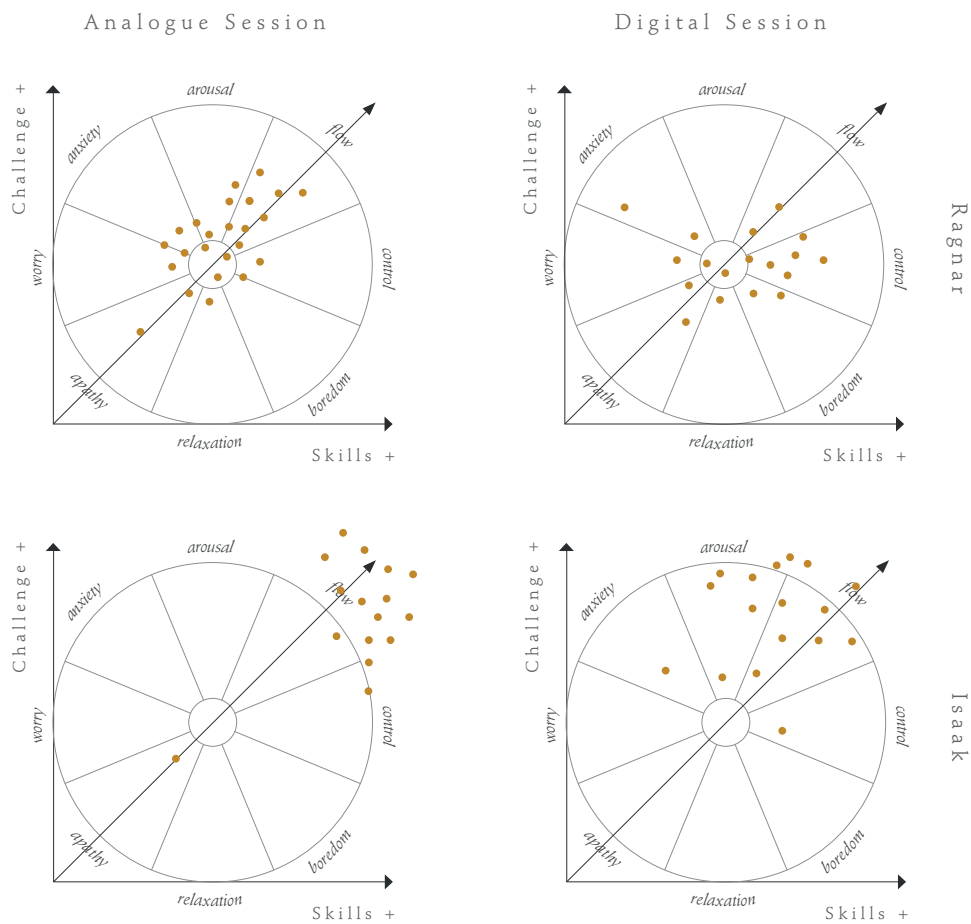 Analogue Session
Digital Session
Challenge +
arousal
anxiety
flow
worry
control
apathy
boredom
relaxation
Skills +
Challenge +
arousal
anxiety
flow
worry
control
apathy
boredom
relaxation
Skills +
Ragnar
Challenge +
arousal
anxiety
flow
worry
control
apathy
boredom
relaxation
Skills +
Challenge +
arousal
anxiety
flow
worry
control
apathy
boredom
relaxation
Skills +
Isaak